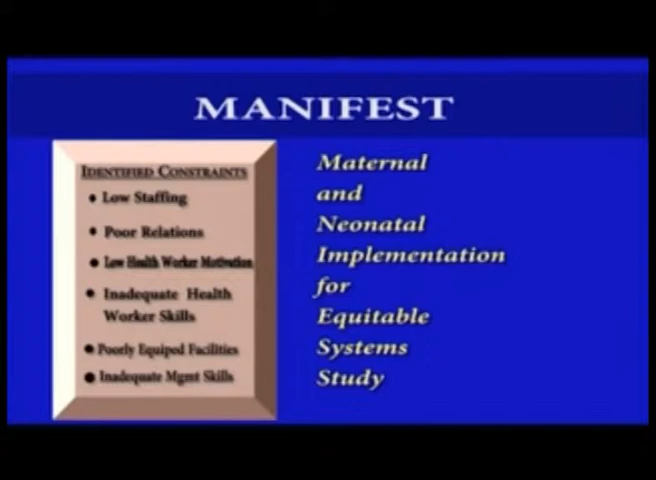 MANIFEST
IDENTIFIED CONSTRAINTS
• Low Staffing
• Poor Relations
• Low Health Worker Motivation
• Inadequate Health
Worker Skills
• Poorly Equiped Facilities
• Inadequate Mgmt Skills
Maternal
and
Neonatal
Implementation
for
Equitable
Systems
Study